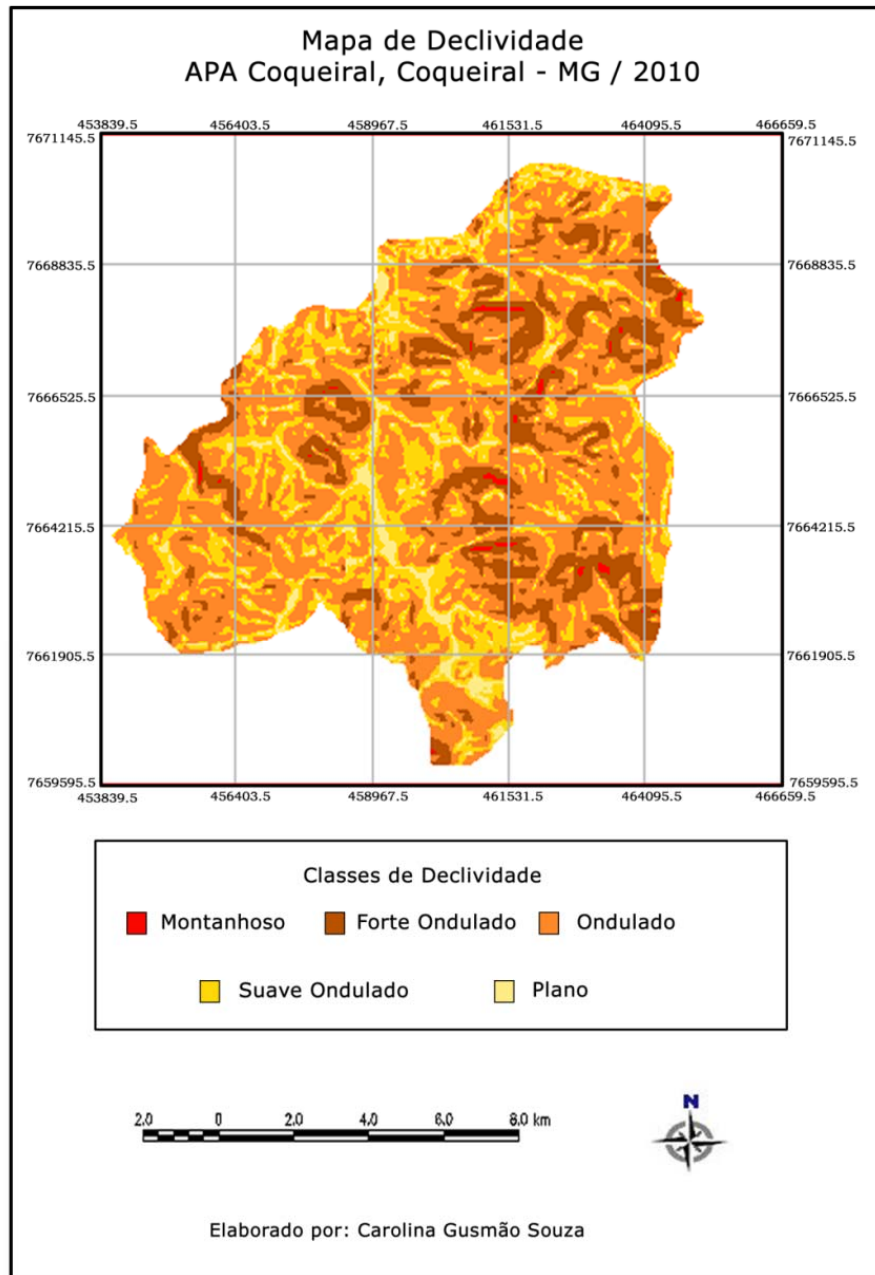 Mapa de Declividade
APA Coqueiral, Coqueiral - MG / 2010
453839.5 456403.5 458967.5 461531.5 464095.5 466659.5
7671145.5 7671145.5
7668835.5 7668835.5
7666525.5 7666525.5
7664215.5 7664215.5
7661905.5 7661905.5
7659595.5 7659595.5
453839.5 456403.5 458967.5 461531.5 464095.5 466659.5
Classes de Declividade
Montanhoso Forte Ondulado Ondulado
Suave Ondulado Plano
N
2.0 0 2.0 4.0 6.0 8.0 km
Elaborado por: Carolina Gusmão Souza